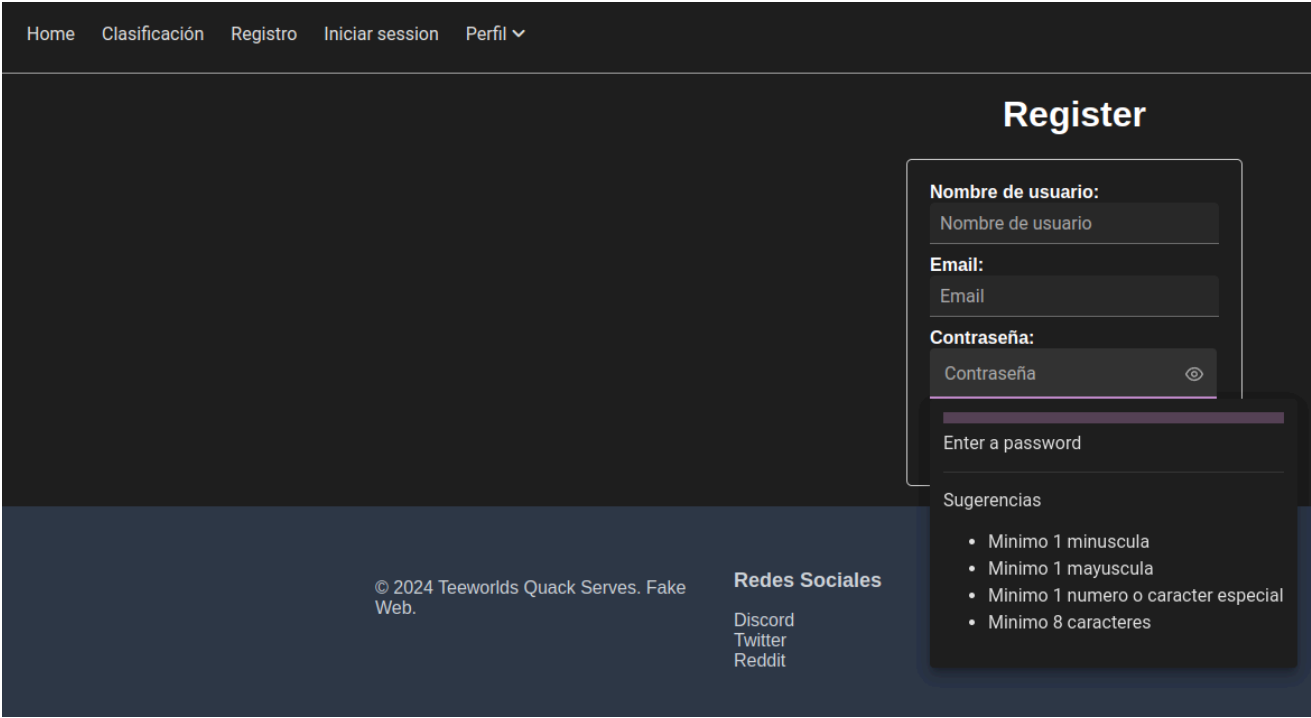 Home Clasificación Registro Iniciar session Perfil
Register
Nombre de usuario:
Nombre de usuario
Email:
Email
Contraseña:
Contraseña
Enter a password
Sugerencias
Minimo 1 minuscula
Minimo 1 mayuscula
Minimo 1 numero o caracter especial
Minimo 8 caracteres
© 2024 Teeworlds Quack Serves. Fake
Web.
Redes Sociales
Discord
Twitter
Reddit